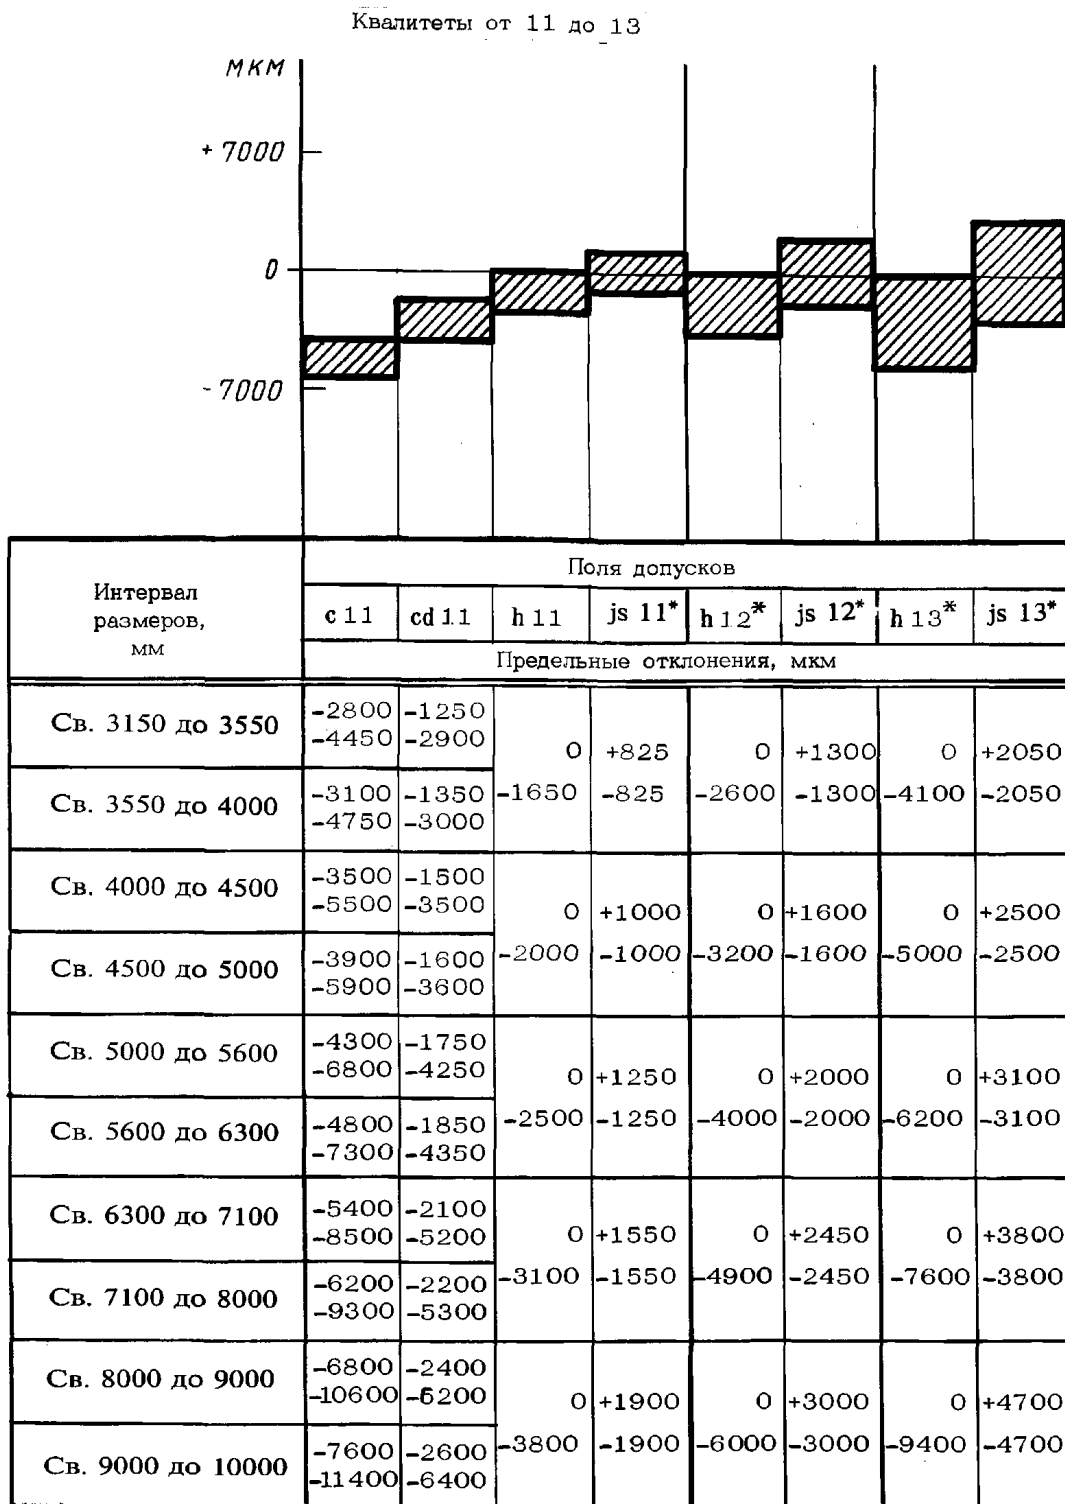 Квалитеты от 11 до 13
мкм
+ 7000
0
- 7000
Интервал размеров, мм
Поля допусков
c 11 cd 11 h 11 js 11* h 12* js 12* h 13* js 13*
Предельные отклонения, мкм
Св. 3150 до 3550
-2800 -1250
-4450 -2900
0 +825 0 +1300 0 +2050
-1650 -825 -2600 -1300 -4100 -2050
Св. 3550 до 4000
-3100 -1350
-4750 -3000
Св. 4000 до 4500
-3500 -1500
-5500 -3500
0 +1000 0 +1600 0 +2500
-2000 -1000 -3200 -1600 -5000 -2500
Св. 4500 до 5000
-3900 -1600
-5900 -3600
Св. 5000 до 5600
-4300 -1750
-6800 -4250
0 +1250 0 +2000 0 +3100
-2500 -1250 -4000 -2000 -6200 -3100
Св. 5600 до 6300
-4800 -1850
-7300 -4350
Св. 6300 до 7100
-5400 -2100
-8500 -5200
0 +1550 0 +2450 0 +3800
-3100 -1550 -4900 -2450 -7600 -3800
Св. 7100 до 8000
-6200 -2200
-9300 -5300
Св. 8000 до 9000
-6800 -2400
-10600 -6200
0 +1900 0 +3000 0 +4700
-3800 -1900 -6000 -3000 -9400 -4700
Св. 9000 до 10000
-7600 -2600
-11400 -6400